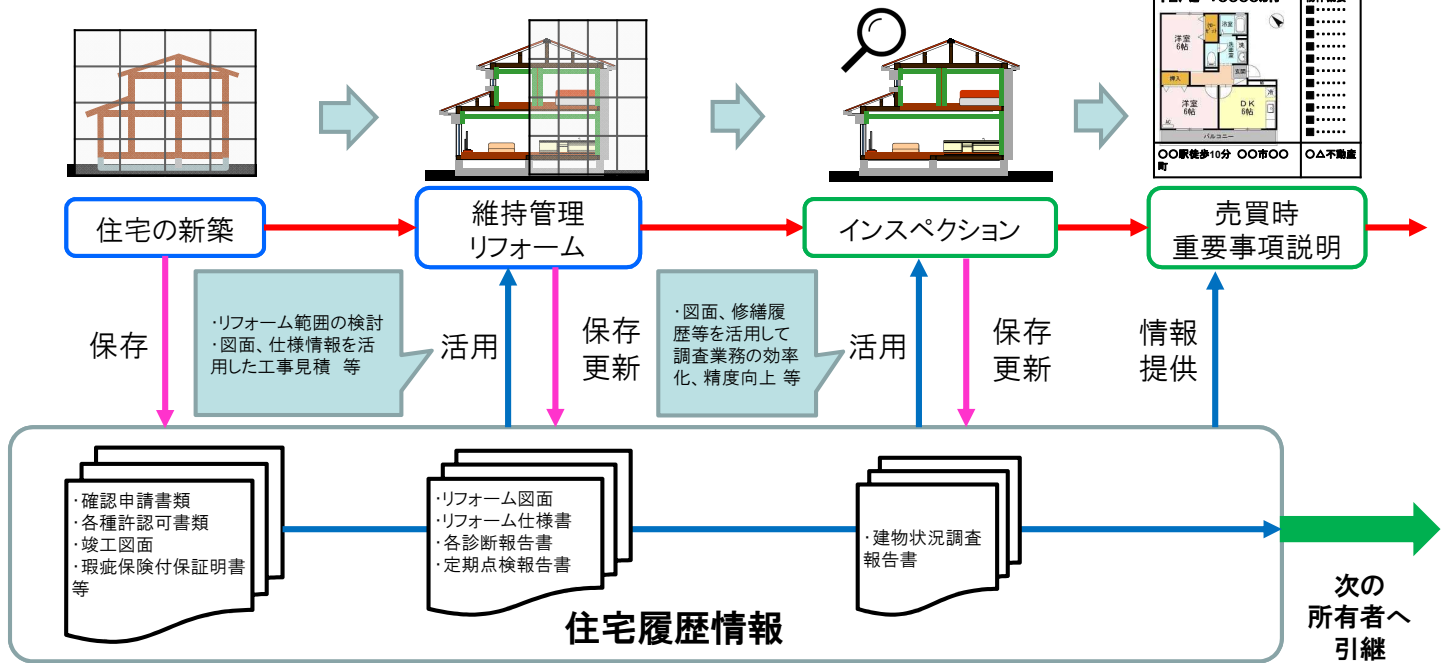 洋室
6帖
浴室
洗
玄関
押入
冷
洋室
6帖
DK
6帖
AC
バルコニー
○○駅徒歩10分 ○○市○○
町
○△不動産
住宅の新築
維持管理
リフォーム
インスペクション
売買時
重要事項説明
保存
・リフォーム範囲の検討
・図面、仕様情報を活
用した工事見積 等
活用
保存
更新
・図面、修繕履
歴等を活用して
調査業務の効率
化、精度向上 等
活用
保存
更新
情報
提供
・確認申請書類
・各種許認可書類
・竣工図面
・瑕疵保険付保証明書
等
・リフォーム図面
・リフォーム仕様書
・各診断報告書
・定期点検報告書
・建物状況調査
報告書
住宅履歴情報
次の
所有者へ
引継